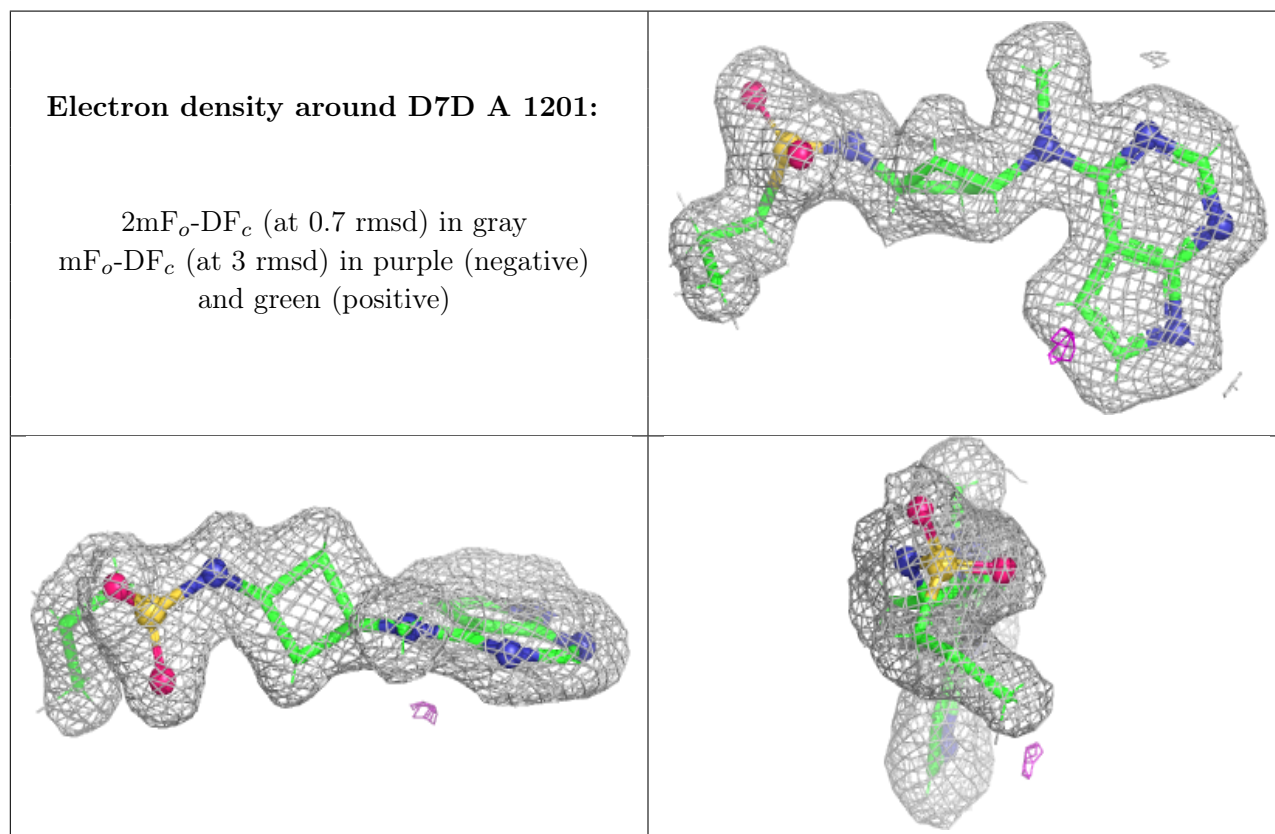 Electron density around D7D A 1201:
2mFo-DFc (at 0.7 rmsd) in gray
mFo-DFc (at 3 rmsd) in purple (negative)
and green (positive)